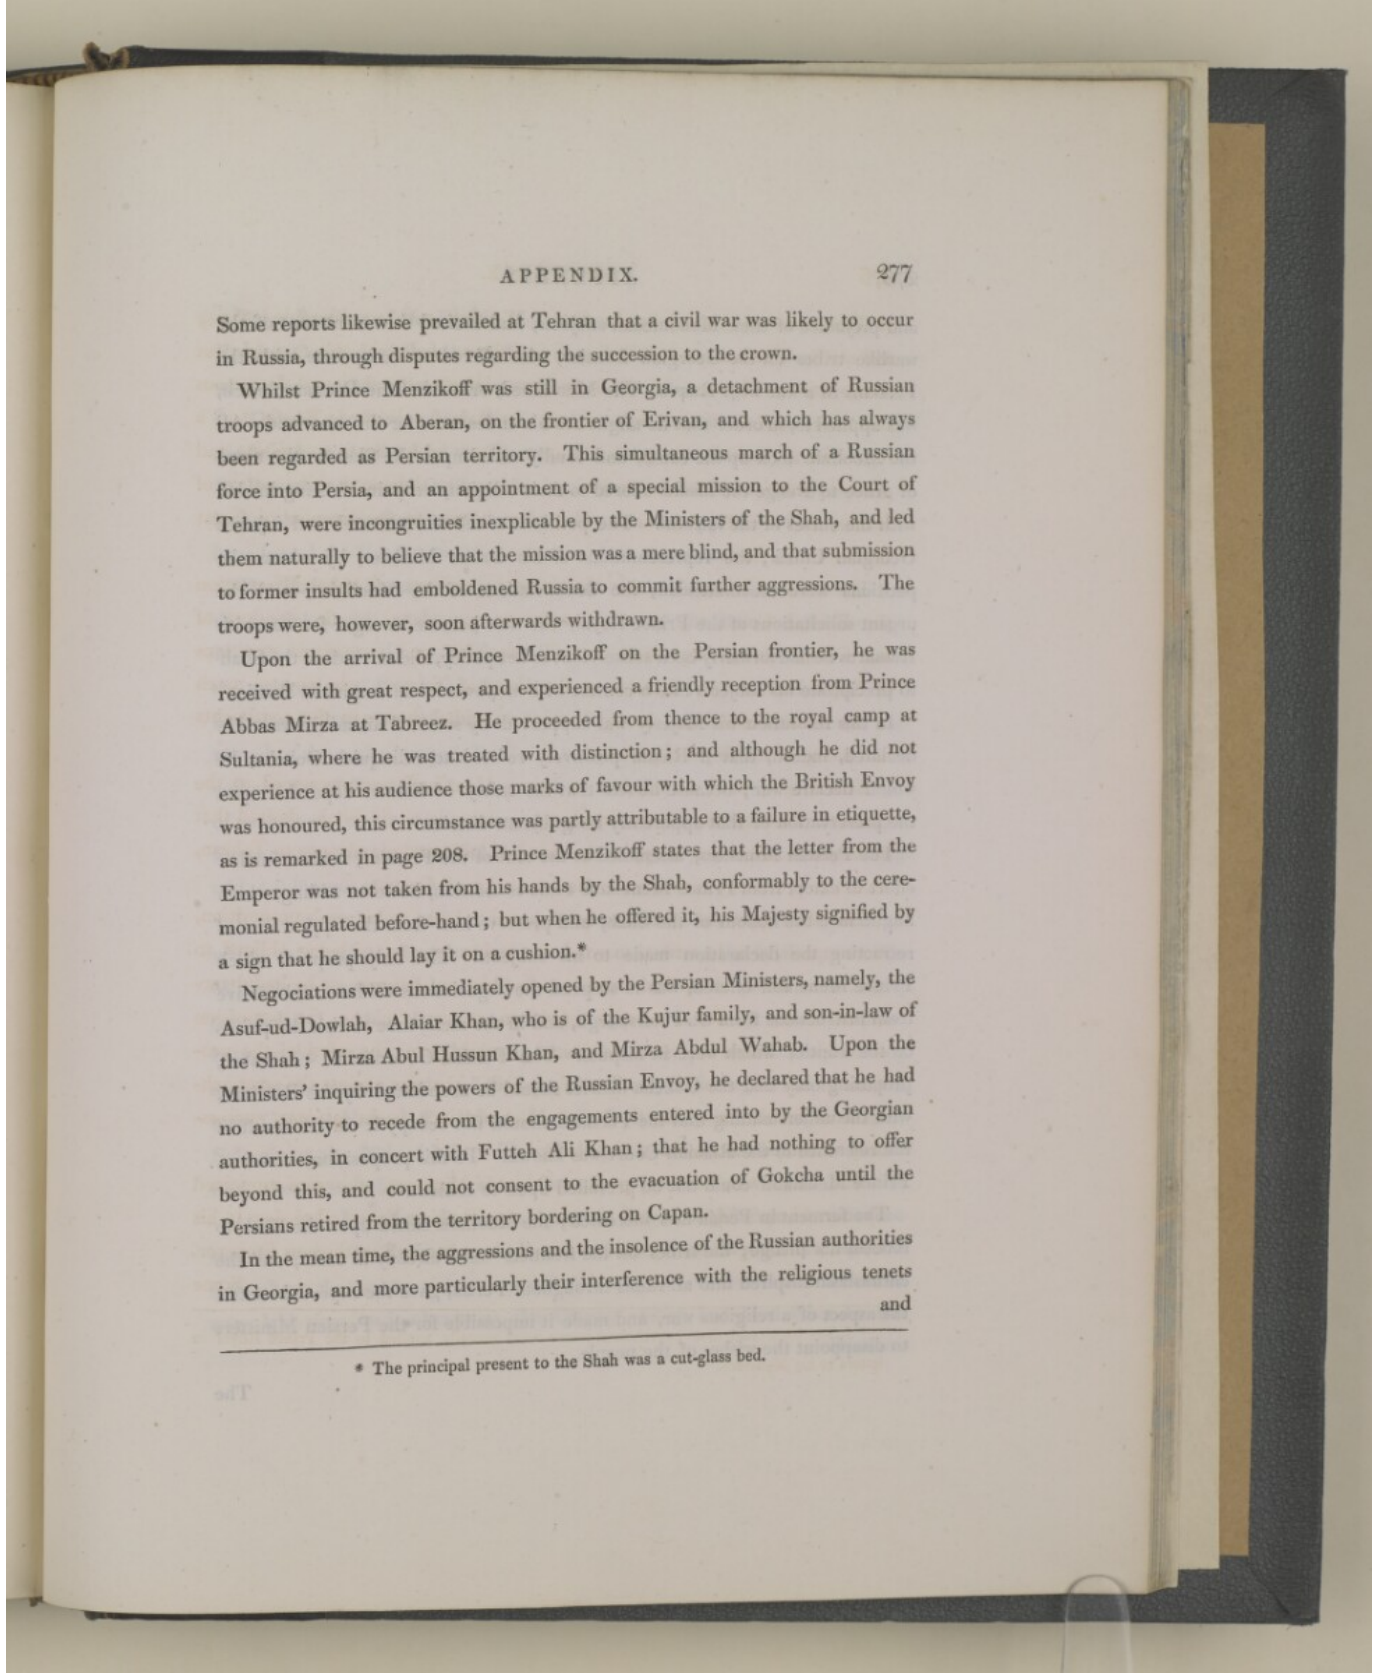 APPENDIX. 277
Some reports likewise prevailed at Tehran that a civil war was likely to occur
in Russia, through disputes regarding the succession to the crown.
Whilst Prince Menzikoff was still in Georgia, a detachment of Russian
troops advanced to Aberan, on the frontier of Erivan, and which has always
been regarded as Persian territory. This simultaneous march of a Russian
force into Persia, and an appointment of a special mission to the Court of
Tehran, were incongruities inexplicable by the Ministers of the Shah, and led
them naturally to believe that the mission was a mere blind, and that submission
to former insults had emboldened Russia to commit further aggressions. The
troops were, however, soon afterwards withdrawn.
Upon the arrival of Prince Menzikoff on the Persian frontier, he was
received with great respect, and experienced a friendly reception from Prince
Abbas Mirza at Tabreez. He proceeded from thence to the royal camp at
Sultania, where he was treated with distinction; and although he did not
experience at his audience those marks of favour with which the British Envoy
was honoured, this circumstance was partly attributable to a failure in etiquette,
as is remarked in page 208. Prince Menzikoff states that the letter from the
Emperor was not taken from his hands by the Shah, conformably to the cere-
monial regulated before-hand; but when he offered it, his Majesty signified by
a sign that he should lay it on a cushion.*
Negociations were immediately opened by the Persian Ministers, namely, the
Asuf-ud-Dowlah, Alaiar Khan, who is of the Kujur family, and son-in-law of
the Shah; Mirza Abul Hussun Khan, and Mirza Abdul Wahab. Upon the
Ministers' inquiring the powers of the Russian Envoy, he declared that he had
no authority to recede from the engagements entered into by the Georgian
authorities, in concert with Futteh Ali Khan; that he had nothing to offer
beyond this, and could not consent to the evacuation of Gokcha until the
Persians retired from the territory bordering on Capan.
In the mean time, the aggressions and the insolence of the Russian authorities
in Georgia, and more particularly their interference with the religious tenets
and
* The principal present to the Shah was a cut-glass bed.